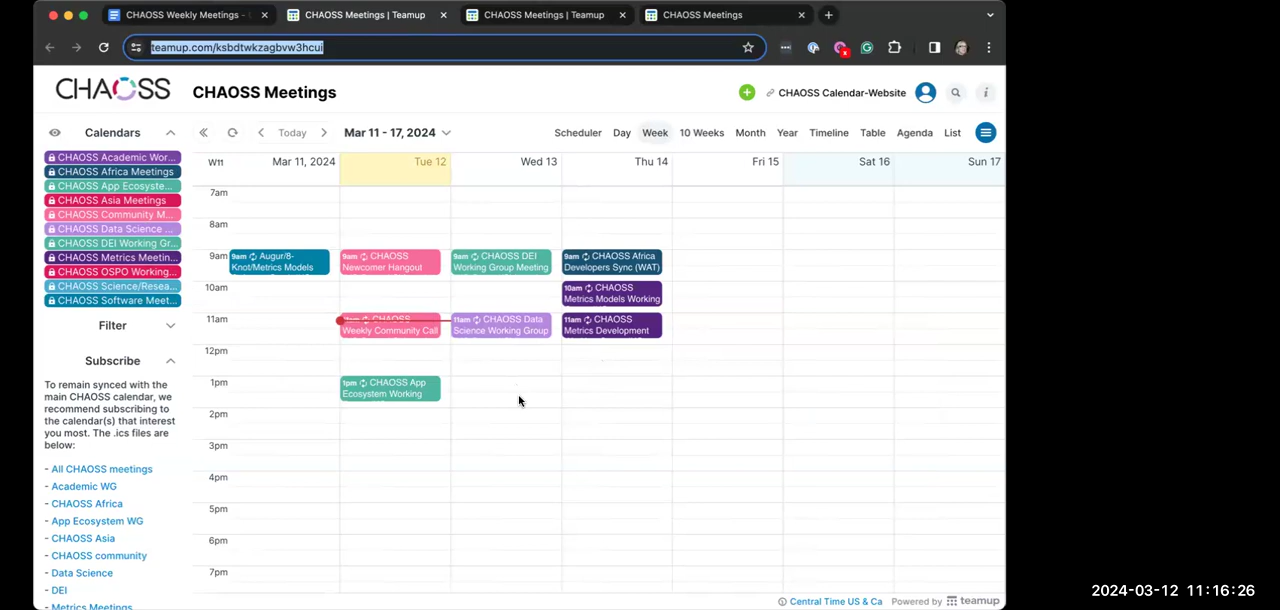 CHAOSS Weekly Meetings -
CHAOSS Meetings | Teamup
CHAOSS Meetings | Teamup
CHAOSS Meetings
teamup.com/ksbdtwkzagbvw3hcui
CHAOSS
CHAOSS Meetings
CHAOSS Calendar-Website
Calendars
Today
Mar 11 - 17, 2024
Scheduler
Day
Week
10 Weeks
Month
Year
Timeline
Table
Agenda
List
CHAOSS Academic Wor...
CHAOSS Africa Meetings
CHAOSS App Ecosyste...
CHAOSS Asia Meetings
CHAOSS Community M...
CHAOSS Data Science ...
CHAOSS DEI Working Gr...
CHAOSS Metrics Meetin...
CHAOSS OSPO Working...
CHAOSS Science/Resea...
CHAOSS Software Meet...
Filter
Subscribe
To remain synced with the
main CHAOSS calendar, we
recommend subscribing to
the calendar(s) that interest
you most. The .ics files are
below:
- All CHAOSS meetings
- Academic WG
- CHAOSS Africa
- App Ecosystem WG
- CHAOSS Asia
- CHAOSS community
- Data Science
- DEI
- Metrics Meetings
W11
Mar 11, 2024
Tue 12
Wed 13
Thu 14
Fri 15
Sat 16
Sun 17
7am
8am
9am
10am
11am
12pm
1pm
2pm
3pm
4pm
5pm
6pm
7pm
9am Augur/8-
Knot/Metrics Models
9am CHAOSS
Newcomer Hangout
9am CHAOSS DEI
Working Group Meeting
9am CHAOSS Africa
Developers Sync (WAT)
10am CHAOSS
Metrics Models Working
CHAOSS
Weekly Community Call
11am CHAOSS Data
Science Working Group
11am CHAOSS
Metrics Development
1pm CHAOSS App
Ecosystem Working
Central Time US & Ca
Powered by teamup
2024-03-12 11:16:26